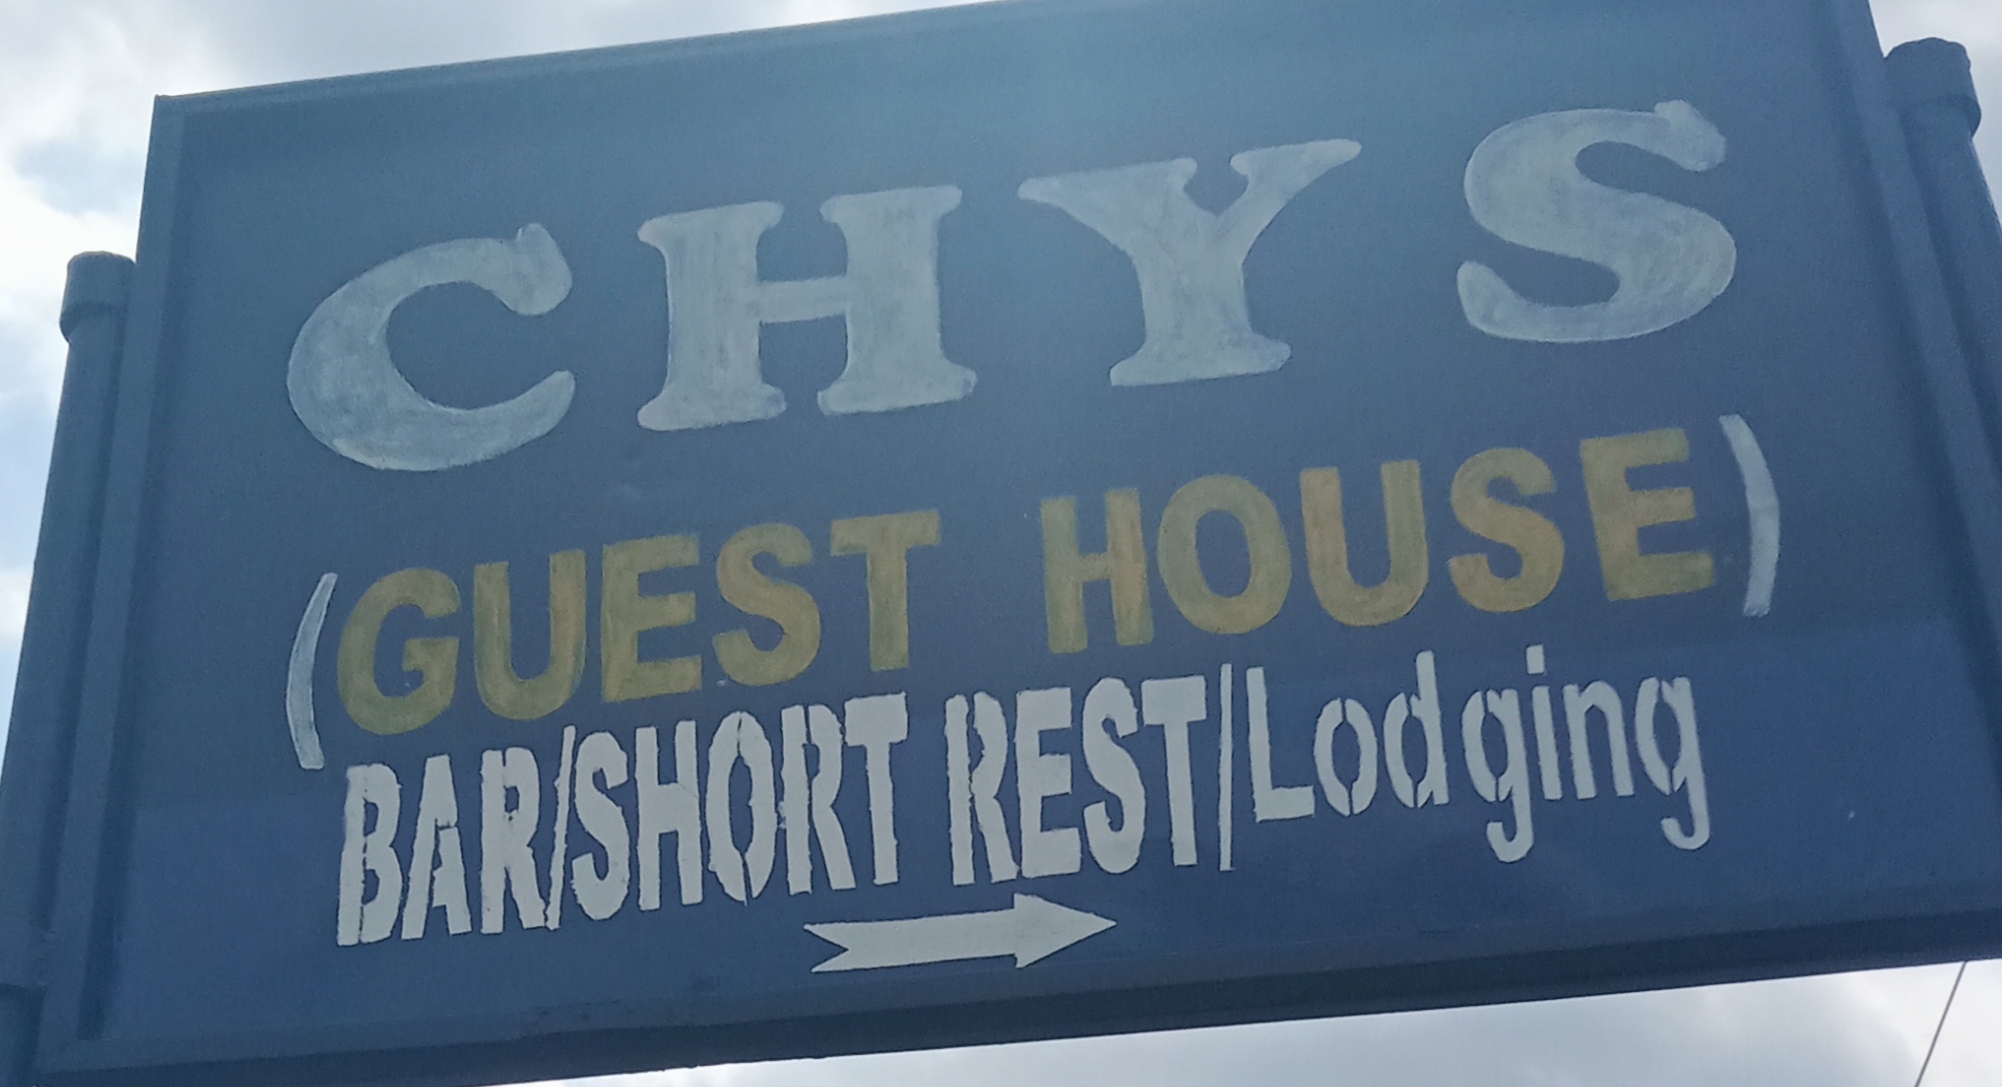 CHYS
(GUEST HOUSE)
BAR/SHORT REST/Lodging